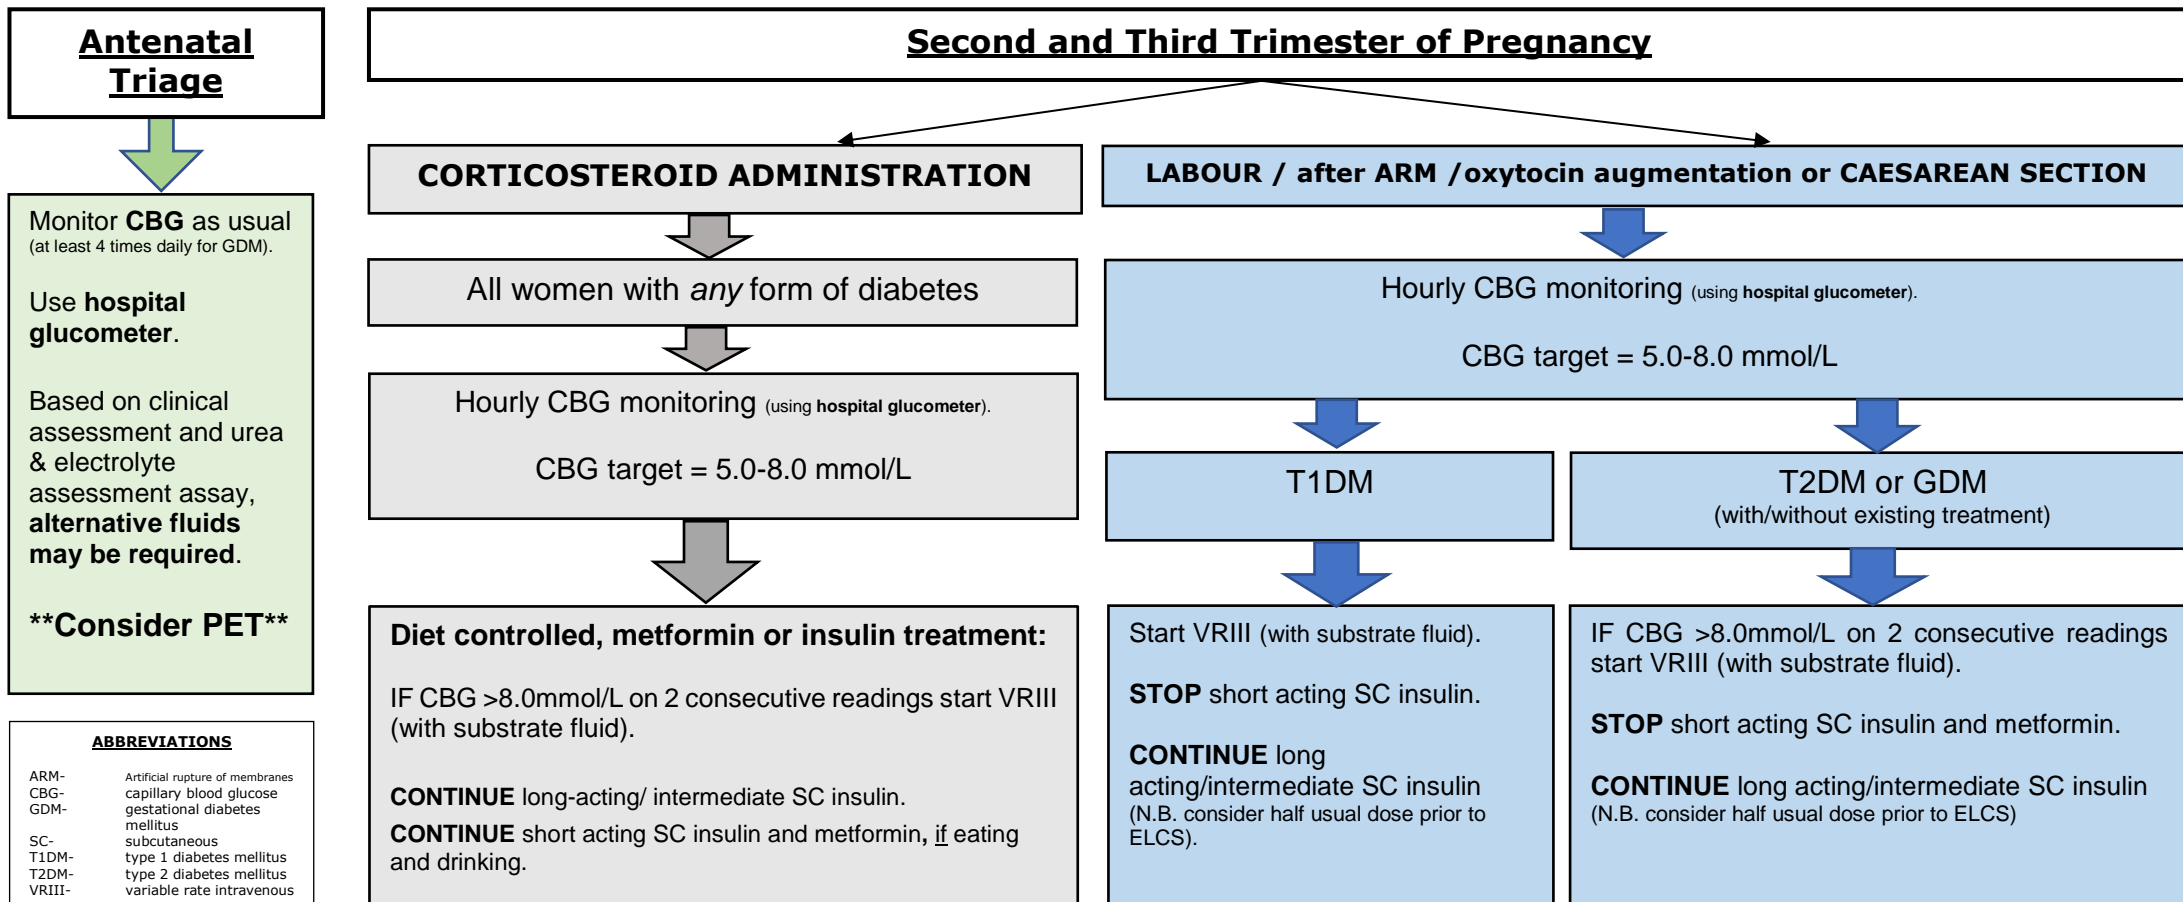 Antenatal
Triage
Monitor CBG as usual
(at least 4 times daily for GDM).
Use hospital
glucometer.
Based on clinical
assessment and urea
& electrolyte
assessment assay,
alternative fluids
may be required.
**Consider PET**
ABBREVIATIONS
ARM- Artificial rupture of membranes
CBG- capillary blood glucose
GDM- gestational diabetes
mellitus
SC- subcutaneous
T1DM- type 1 diabetes mellitus
T2DM- type 2 diabetes mellitus
VRIII- variable rate intravenous
Second and Third Trimester of Pregnancy
CORTICOSTEROID ADMINISTRATION
All women with any form of diabetes
Hourly CBG monitoring (using hospital glucometer).
CBG target = 5.0-8.0 mmol/L
Diet controlled, metformin or insulin treatment:
IF CBG >8.0mmol/L on 2 consecutive readings start VRIII
(with substrate fluid).
CONTINUE long-acting/ intermediate SC insulin.
CONTINUE short acting SC insulin and metformin, if eating
and drinking.
LABOUR / after ARM /oxytocin augmentation or CAESAREAN SECTION
Hourly CBG monitoring (using hospital glucometer).
CBG target = 5.0-8.0 mmol/L
T1DM
Start VRIII (with substrate fluid).
STOP short acting SC insulin.
CONTINUE long
acting/intermediate SC insulin
(N.B. consider half usual dose prior to
ELCS).
T2DM or GDM
(with/without existing treatment)
IF CBG >8.0mmol/L on 2 consecutive readings
start VRIII (with substrate fluid).
STOP short acting SC insulin and metformin.
CONTINUE long acting/intermediate SC insulin
(N.B. consider half usual dose prior to ELCS)